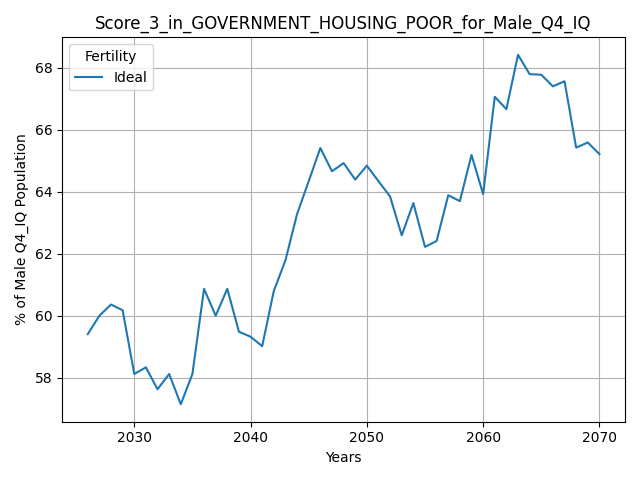 Score_3_in_GOVERNMENT_HOUSING_POOR_for_Male_Q4_IQ
Fertility
Ideal
68
66
64
62
60
58
% of Male Q4_IQ Population
2030 2040 2050 2060 2070
Years